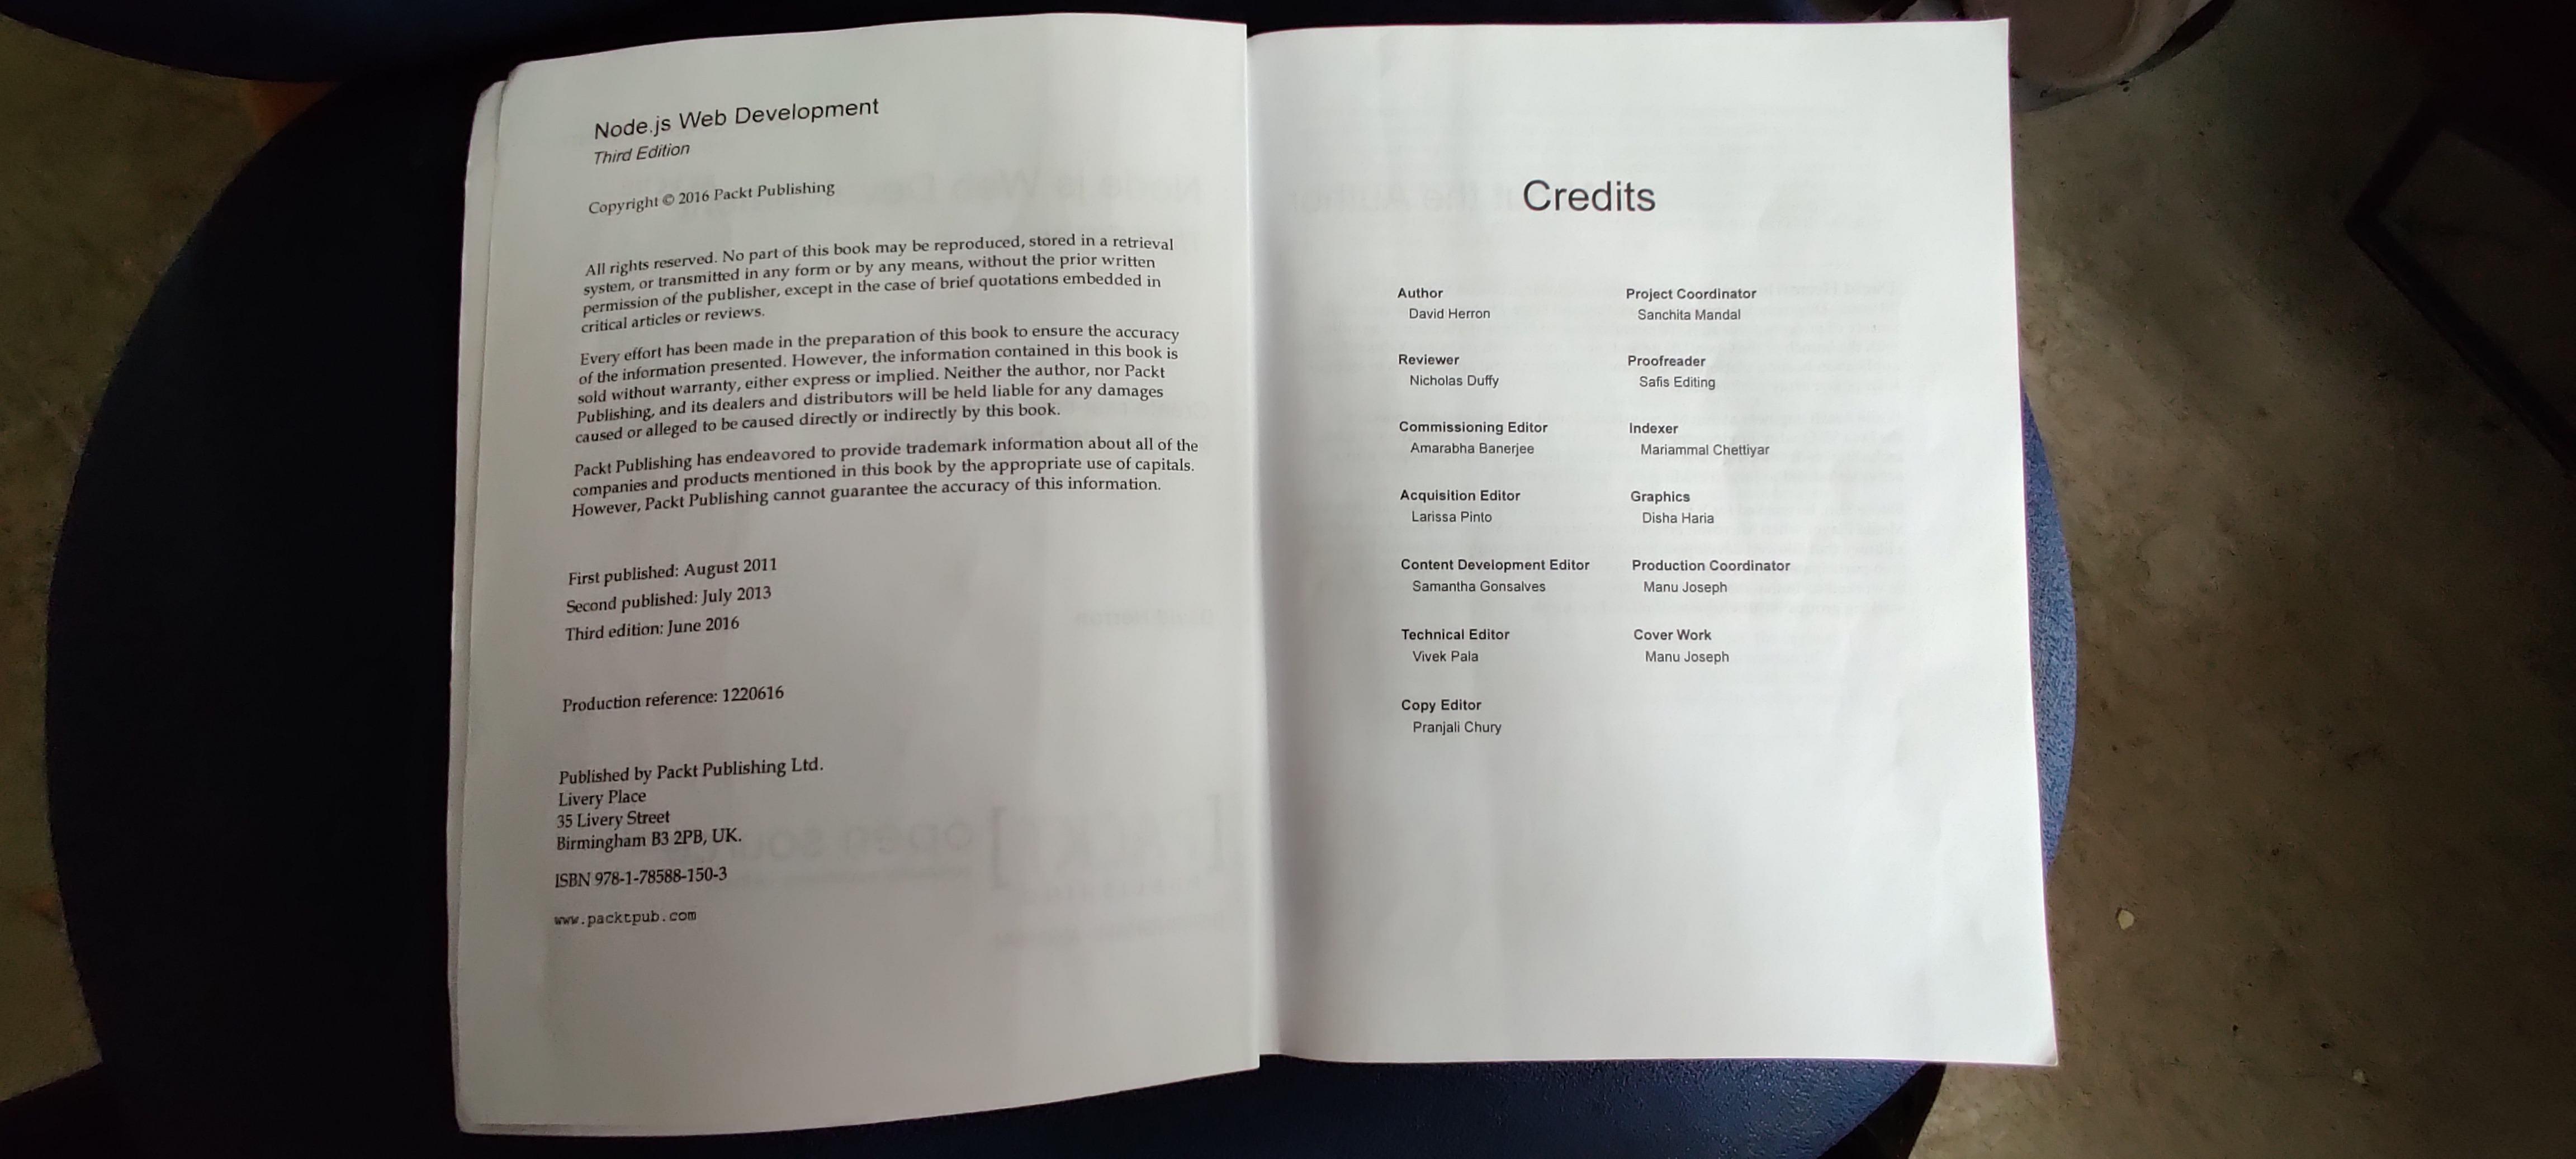 Node.js Web Development
Third Edition
Copyright © 2016 Packt Publishing
All rights reserved. No part of this book may be reproduced, stored in a retrieval
system, or transmitted in any form or by any means, without the prior written
permission of the publisher, except in the case of brief quotations embedded in
critical articles or reviews.
Every effort has been made in the preparation of this book to ensure the accuracy
of the information presented. However, the information contained in this book is
sold without warranty, either express or implied. Neither the author, nor Packt
Publishing, and its dealers and distributors will be held liable for any damages
caused or alleged to be caused directly or indirectly by this book.
Packt Publishing has endeavored to provide trademark information about all of the
companies and products mentioned in this book by the appropriate use of capitals.
However, Packt Publishing cannot guarantee the accuracy of this information.
First published: August 2011
Second published: July 2013
Third edition: June 2016
Production reference: 1220616
Published by Packt Publishing Ltd.
Livery Place
35 Livery Street
Birmingham B3 2PB, UK.
ISBN 978-1-78588-150-3
www.packtpub.com
Credits
Author
David Herron
Reviewer
Nicholas Duffy
Commissioning Editor
Amarabha Banerjee
Acquisition Editor
Larissa Pinto
Content Development Editor
Samantha Gonsalves
Technical Editor
Vivek Pala
Copy Editor
Pranjali Chury
Project Coordinator
Sanchita Mandal
Proofreader
Safis Editing
Indexer
Mariammal Chettiyar
Graphics
Disha Haria
Production Coordinator
Manu Joseph
Cover Work
Manu Joseph